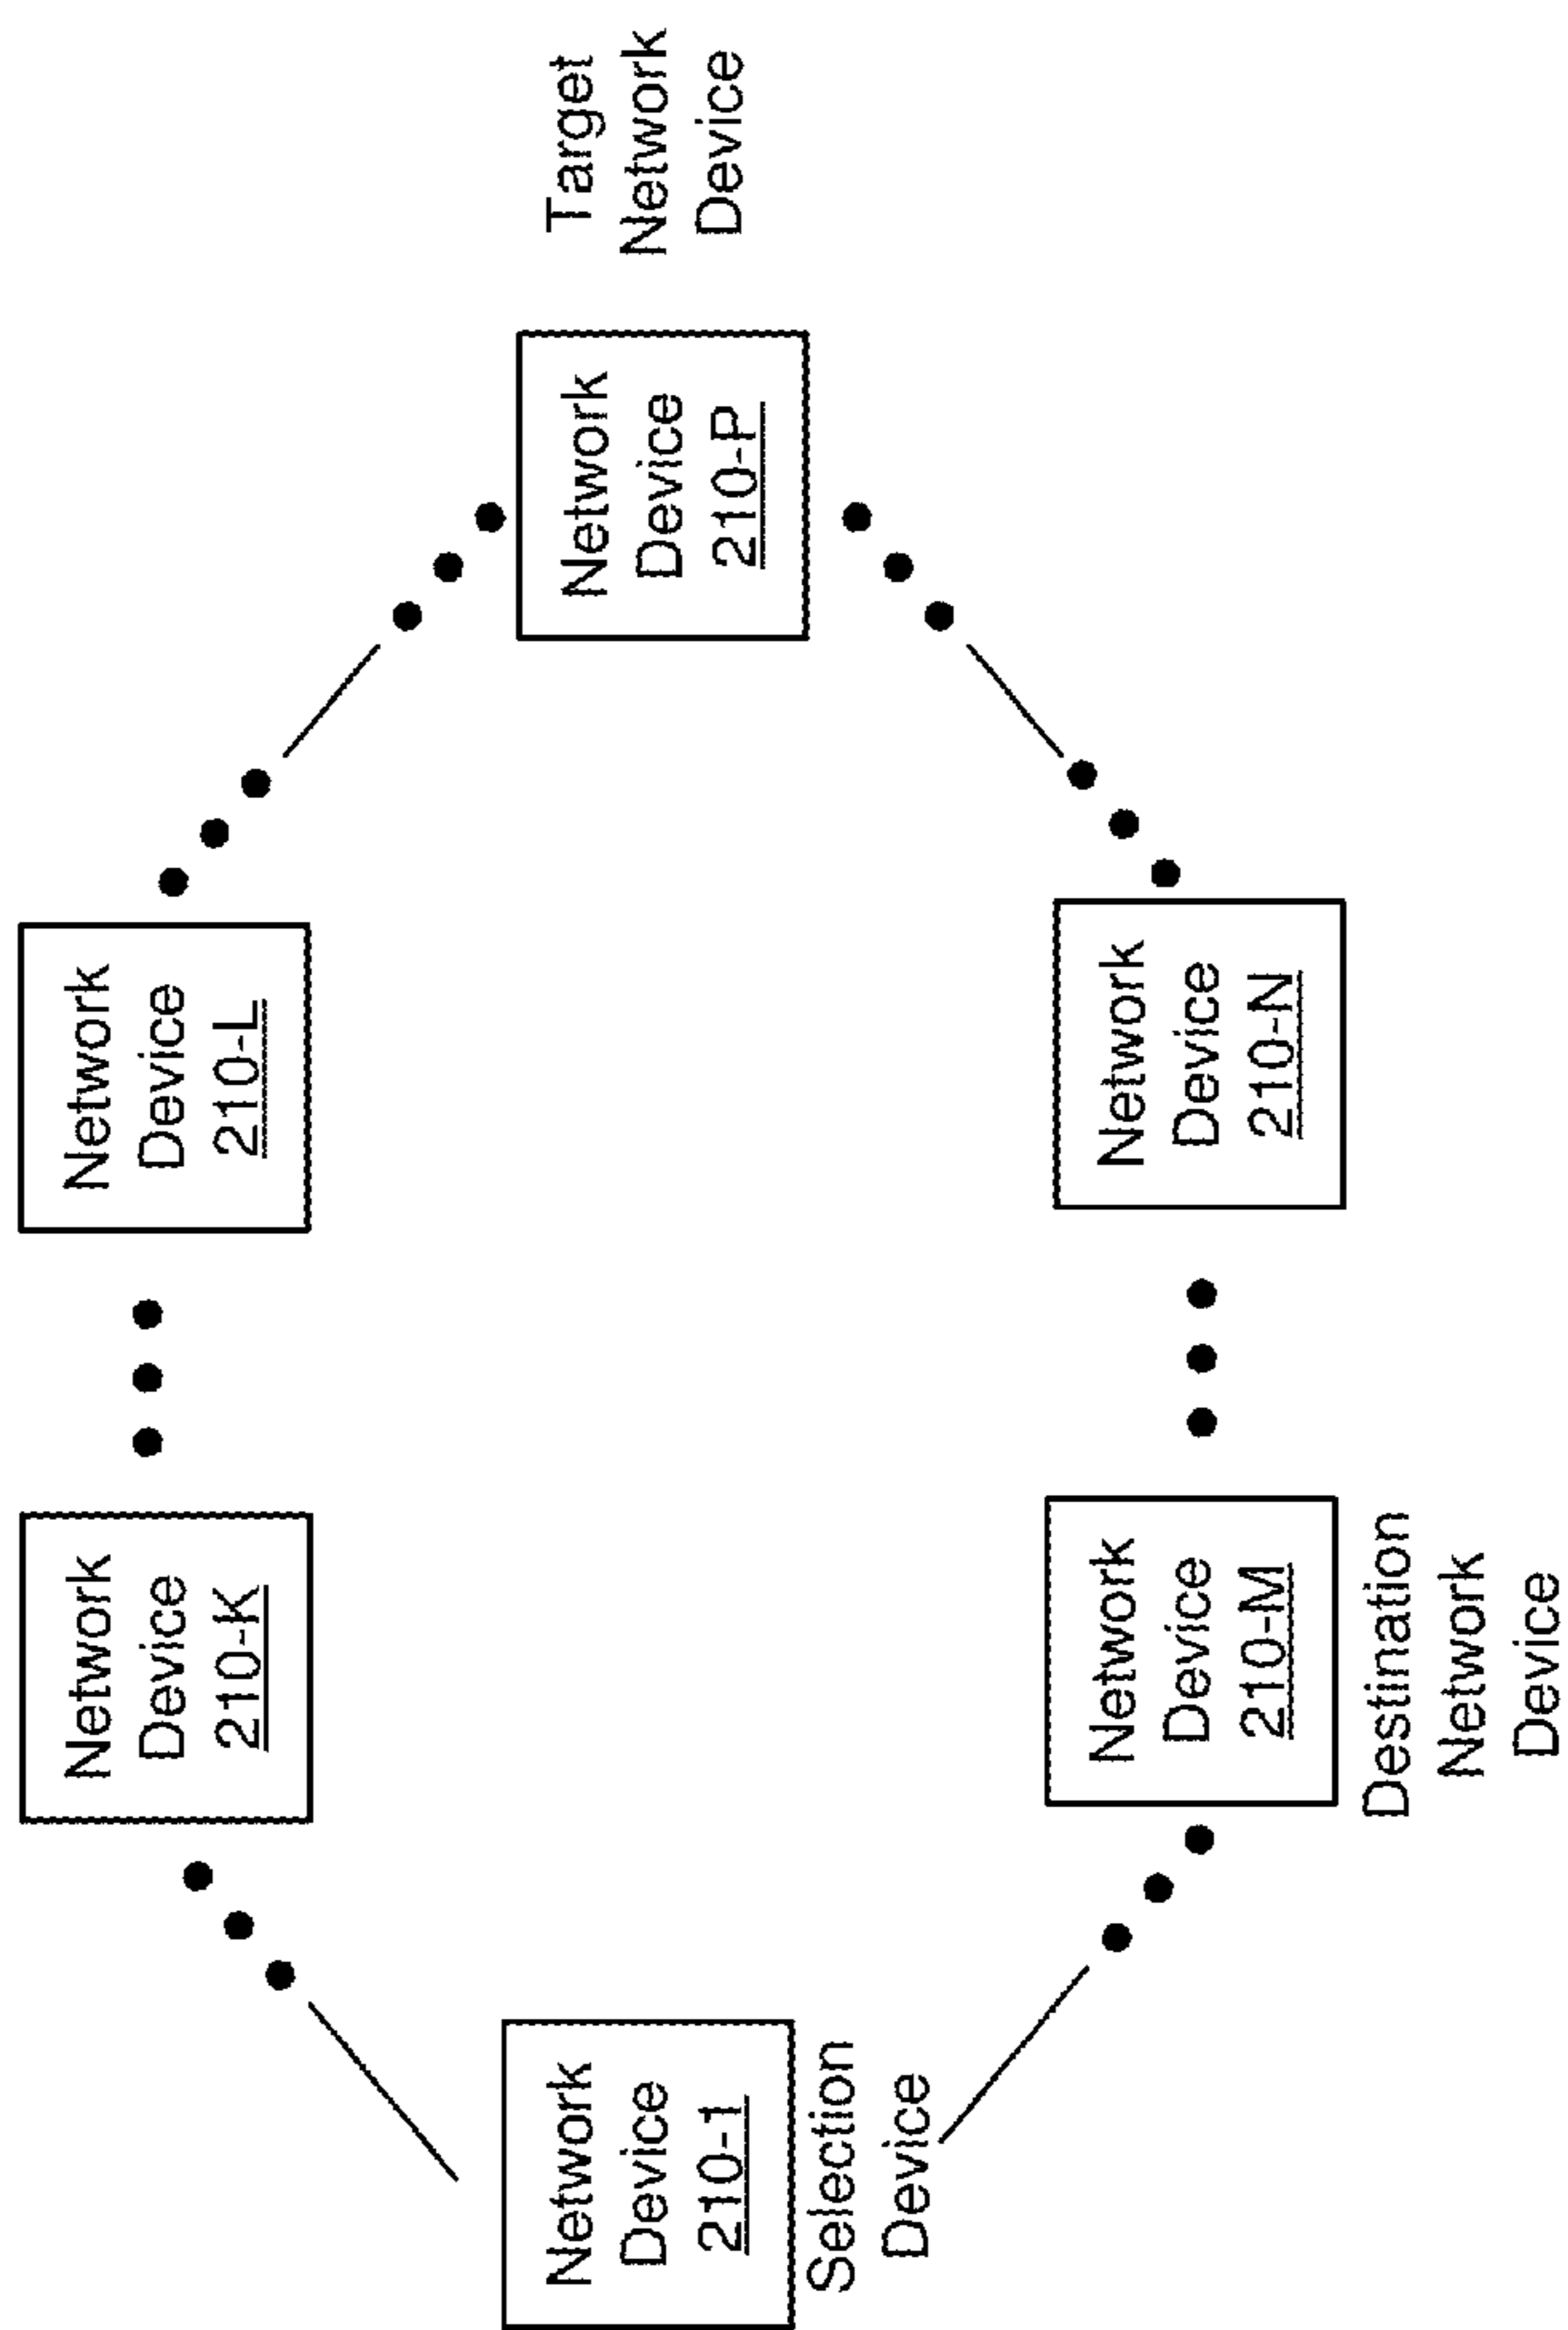 Network
Device
210-K
Network
Device
210-L
Network
Device
210-1
Selection
Device
Network
Device
210-P
Target
Network
Device
Network
Device
210-M
Destination
Network
Device
Network
Device
210-N